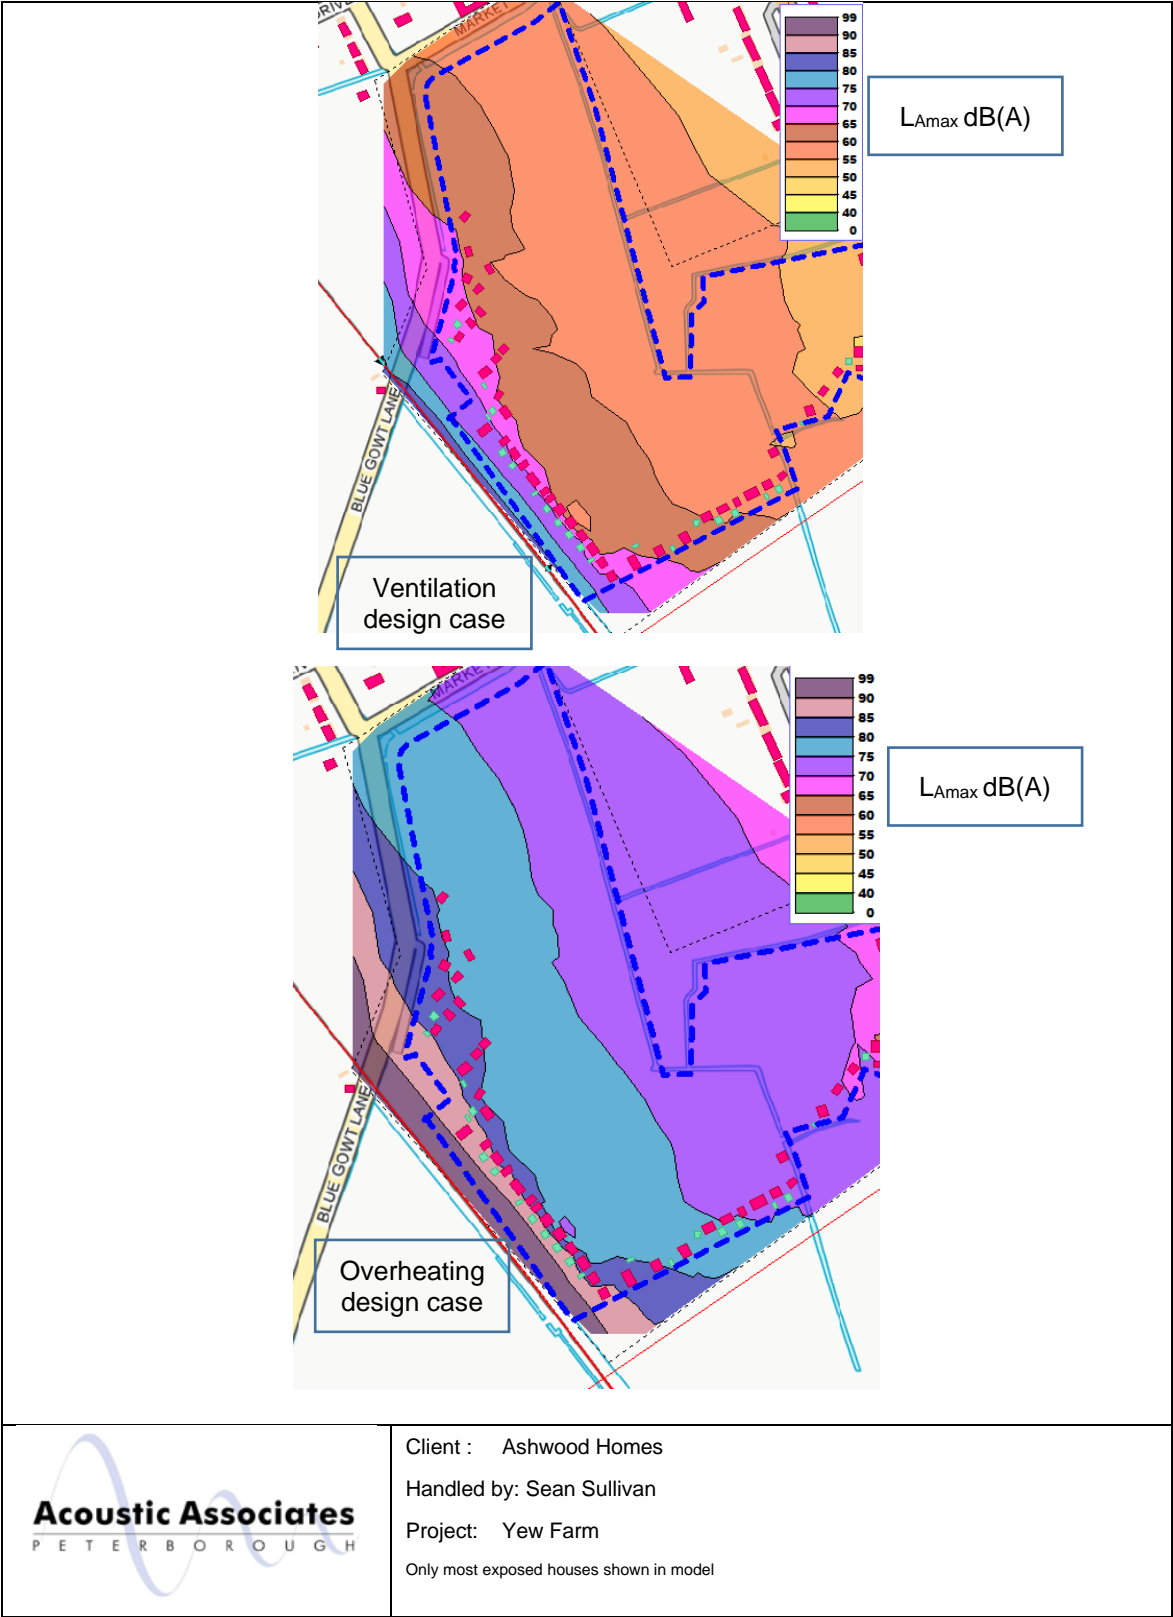 DRIVE
MARKET
99
90
85
80
75
70
65
60
55
50
45
40
0
LAmax dB(A)
BLUE GOWT LANE
Ventilation
design case
MARKET
99
90
85
80
75
70
65
60
55
50
45
40
0
LAmax dB(A)
BLUE GOWT LANE
Overheating
design case
Acoustic Associates
PETERBOROUGH
Client : Ashwood Homes
Handled by: Sean Sullivan
Project: Yew Farm
Only most exposed houses shown in model